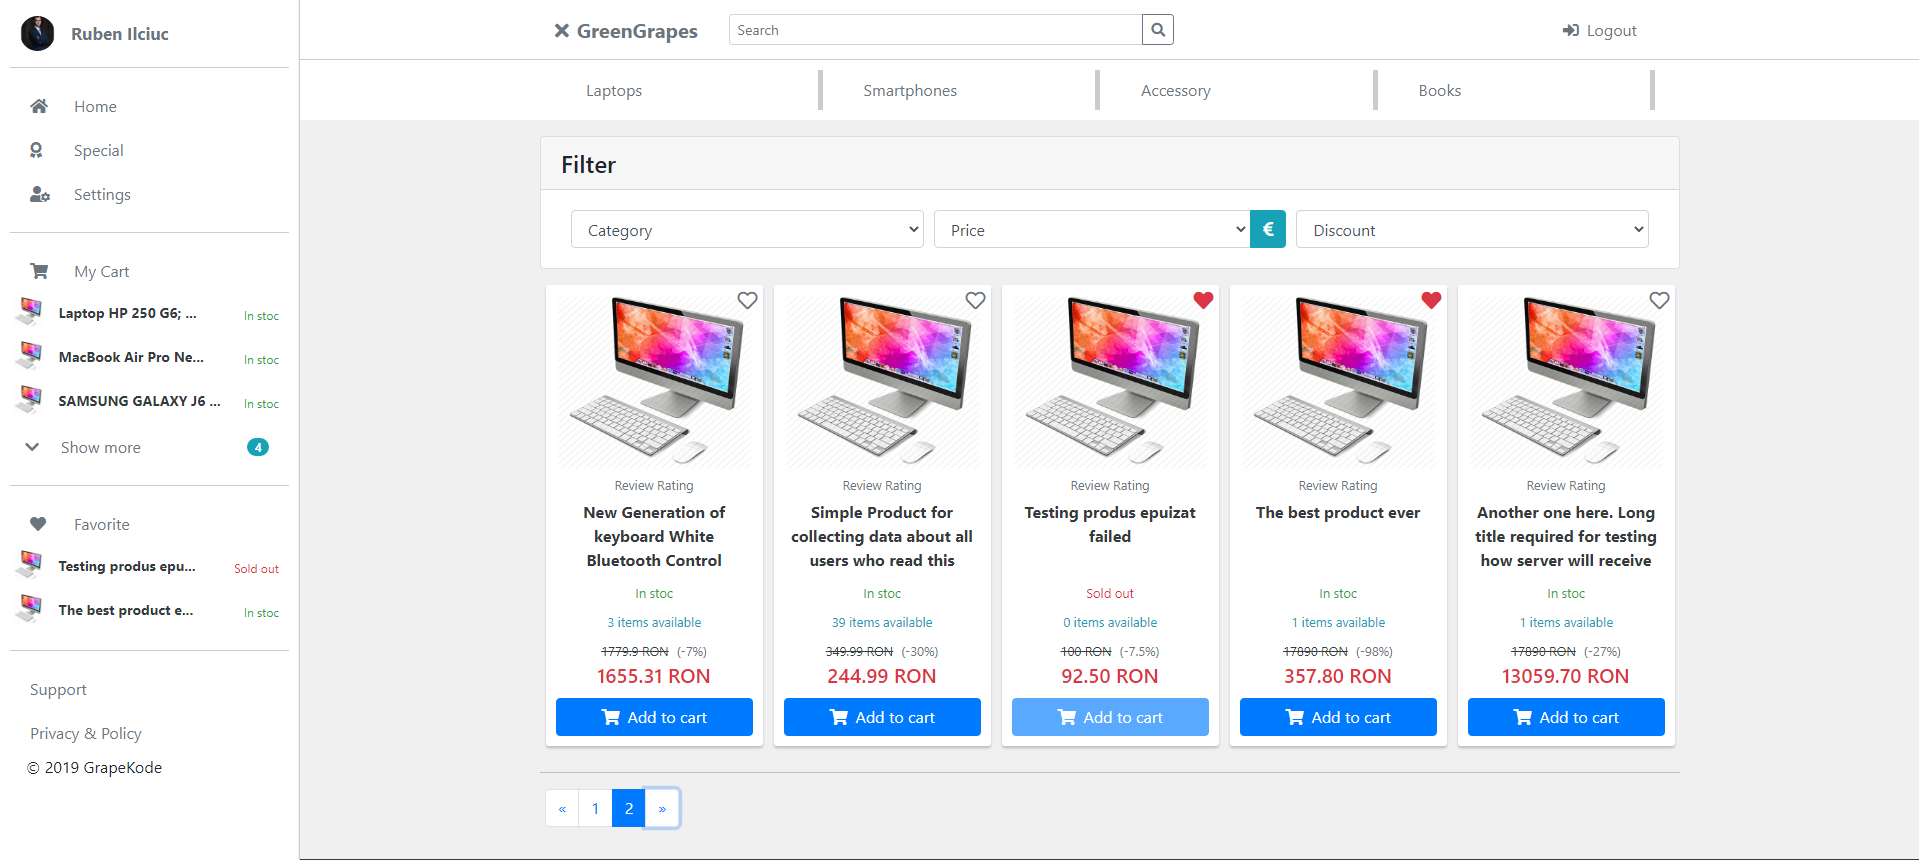 Ruben Ilciuc
Home
Special
Settings
My Cart
Laptop HP 250 G6; ...
In stoc
MacBook Air Pro Ne...
In stoc
SAMSUNG GALAXY J6 ...
In stoc
Show more
4
Favorite
Testing produs epu...
Sold out
The best product e...
In stoc
Support
Privacy & Policy
© 2019 GrapeKode
GreenGrapes
Search
Logout
Laptops
Smartphones
Accessory
Books
Filter
Category
Price
€
Discount
Review Rating
New Generation of
keyboard White
Bluetooth Control
In stoc
3 items available
1779.9 RON (-7%)
1655.31 RON
Add to cart
Review Rating
Simple Product for
collecting data about all
users who read this
In stoc
39 items available
349.99 RON (-30%)
244.99 RON
Add to cart
Review Rating
Testing produs epuizat
failed
Sold out
0 items available
100 RON (-7.5%)
92.50 RON
Add to cart
Review Rating
The best product ever
In stoc
1 items available
17890 RON (-98%)
357.80 RON
Add to cart
Review Rating
Another one here. Long
title required for testing
how server will receive
In stoc
1 items available
17890 RON (-27%)
13059.70 RON
Add to cart
« 1 2 »